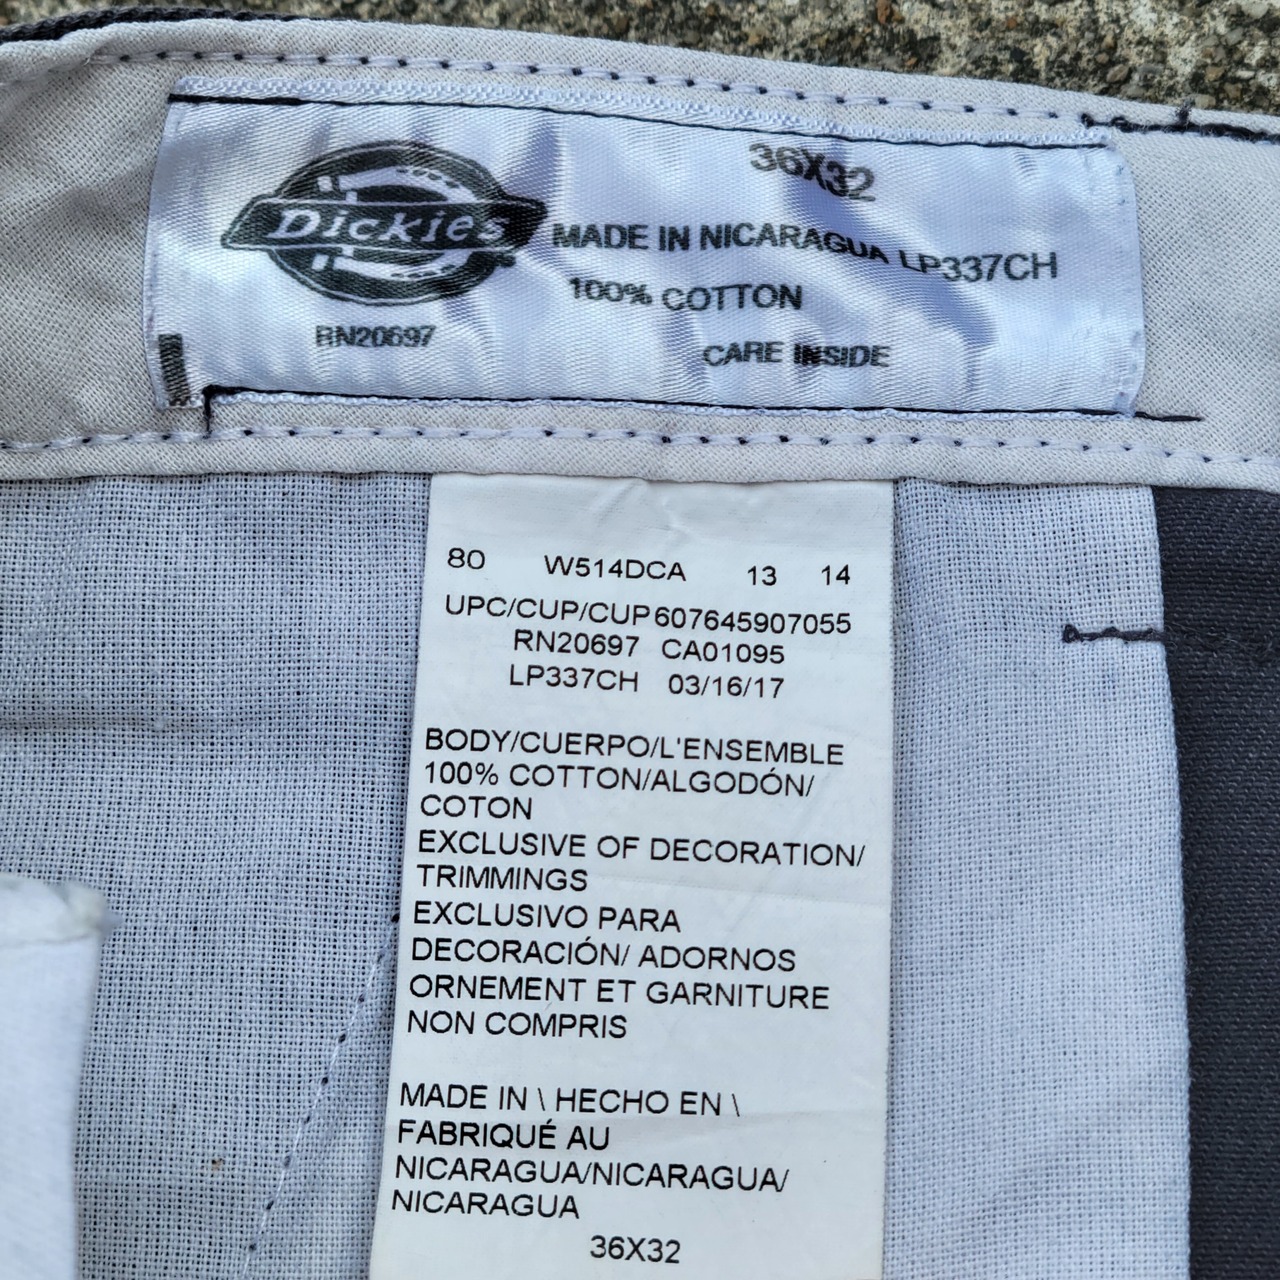 Dickies
36X32
MADE IN NICARAGUA LP337CH
100% COTTON
RN20697
CARE INSIDE
80 W514DCA 13 14
UPC/CUP/CUP 607645907055
RN20697 CA01095
LP337CH 03/16/17
BODY/CUERPO/L'ENSEMBLE
100% COTTON/ALGODÓN/
COTON
EXCLUSIVE OF DECORATION/
TRIMMINGS
EXCLUSIVO PARA
DECORACIÓN/ ADORNOS
ORNEMENT ET GARNITURE
NON COMPRIS
MADE IN \ HECHO EN \
FABRIQUÉ AU
NICARAGUA/NICARAGUA/
NICARAGUA
36X32